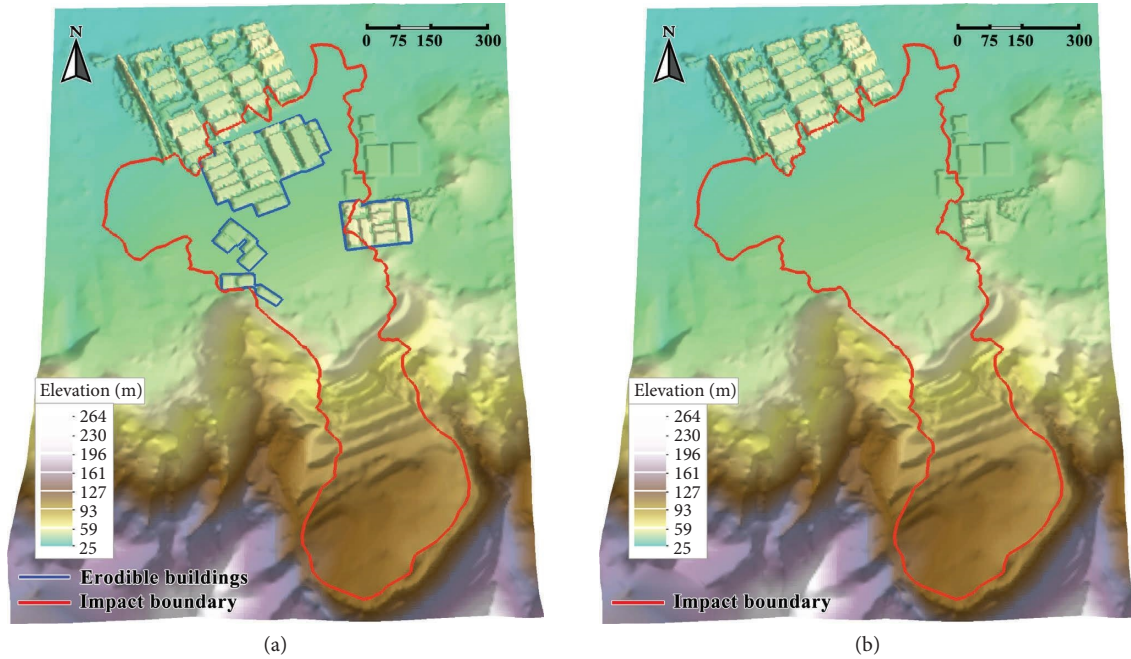 N
0 75 150 300
Elevation (m)
264
230
196
161
127
93
59
25
Erodible buildings
Impact boundary
(a)
N
0 75 150 300
Elevation (m)
264
230
196
161
127
93
59
25
Impact boundary
(b)